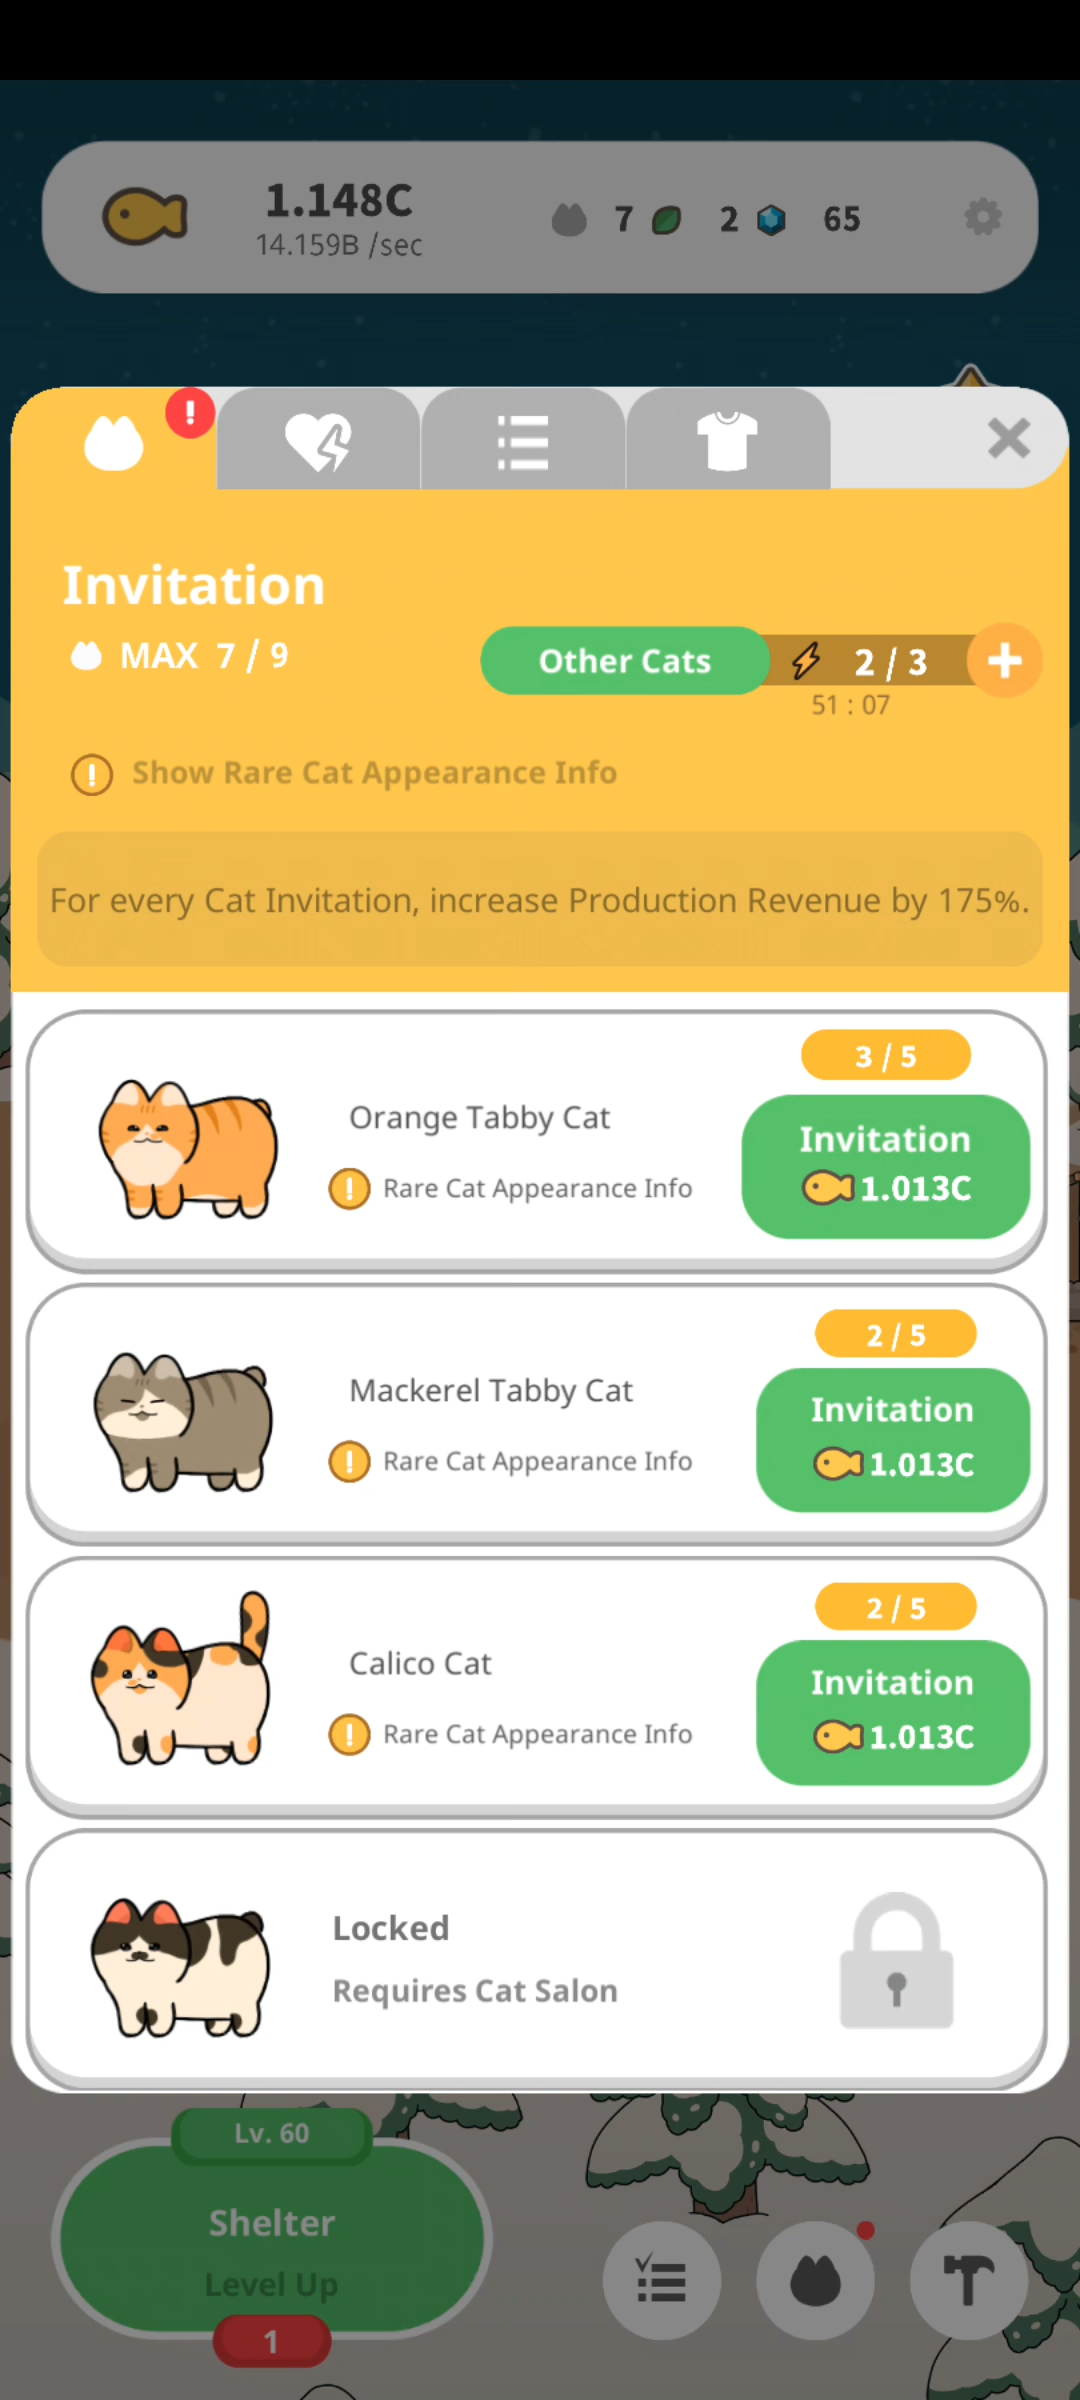 1.148C
14.159B /sec
7 2 65
Invitation
MAX 7 / 9
Other Cats
2 / 3
51 : 07
Show Rare Cat Appearance Info
For every Cat Invitation, increase Production Revenue by 175%.
3 / 5
Orange Tabby Cat
Rare Cat Appearance Info
Invitation
1.013C
2 / 5
Mackerel Tabby Cat
Rare Cat Appearance Info
Invitation
1.013C
2 / 5
Calico Cat
Rare Cat Appearance Info
Invitation
1.013C
Locked
Requires Cat Salon
Lv. 60
Shelter
Level Up
1